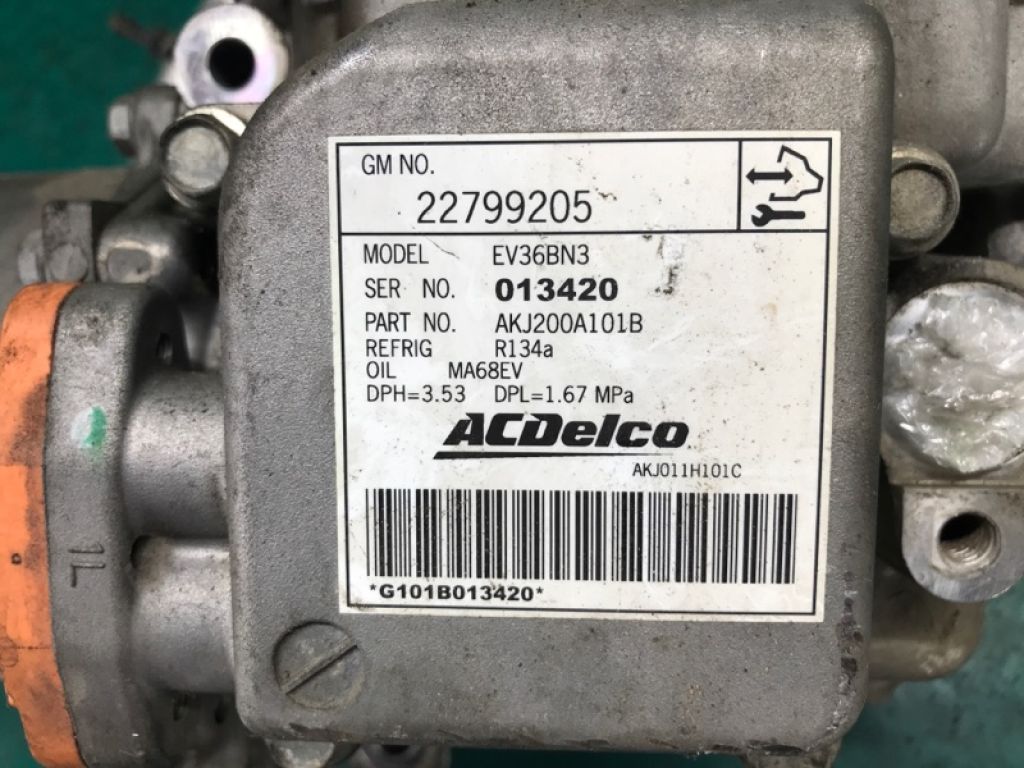 GM NO.
22799205
MODEL EV36BN3
SER NO. 013420
PART NO. AKJ200A101B
REFRIG R134a
OIL MA68EV
DPH=3.53 DPL=1.67 MPa
ACDelco
AKJ011H101C
*G101B013420*
1L